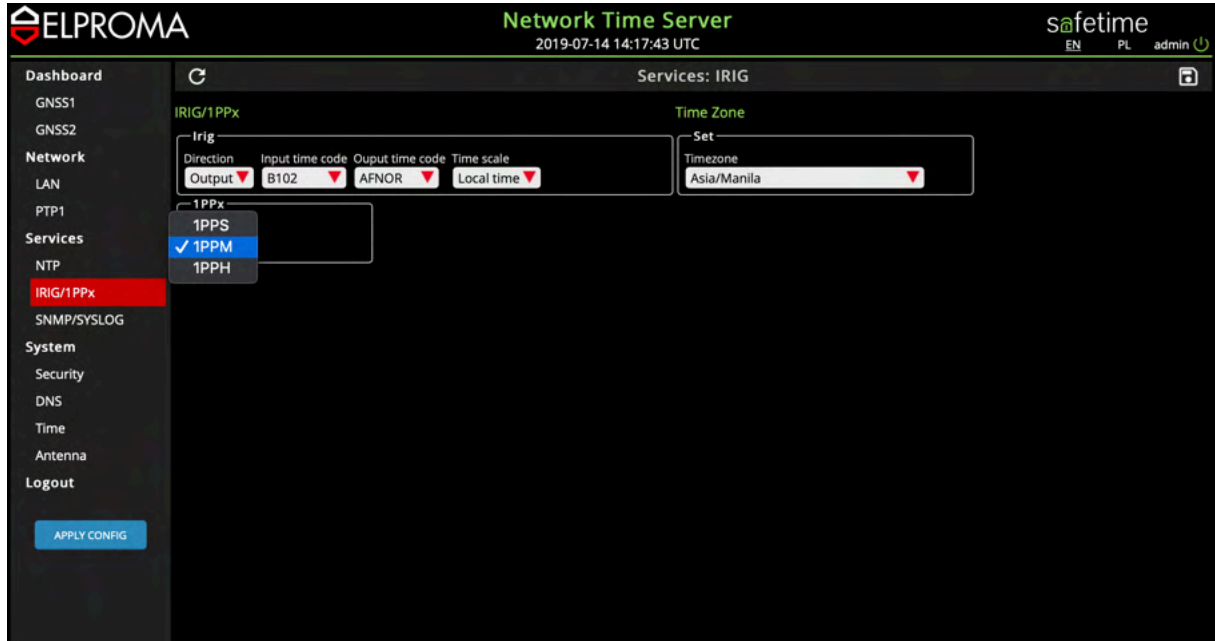 ELPROMA
Network Time Server
2019-07-14 14:17:43 UTC
safetime
EN PL admin
Dashboard
GNSS1
GNSS2
Network
LAN
PTP1
Services
NTP
IRIG/1PPx
SNMP/SYSLOG
System
Security
DNS
Time
Antenna
Logout
APPLY CONFIG
Services: IRIG
IRIG/1PPx
Irig
Direction Input time code Ouput time code Time scale
Output B102 AFNOR Local time
1PPx
1PPS
✓ 1PPM
1PPH
Time Zone
Set
Timezone
Asia/Manila